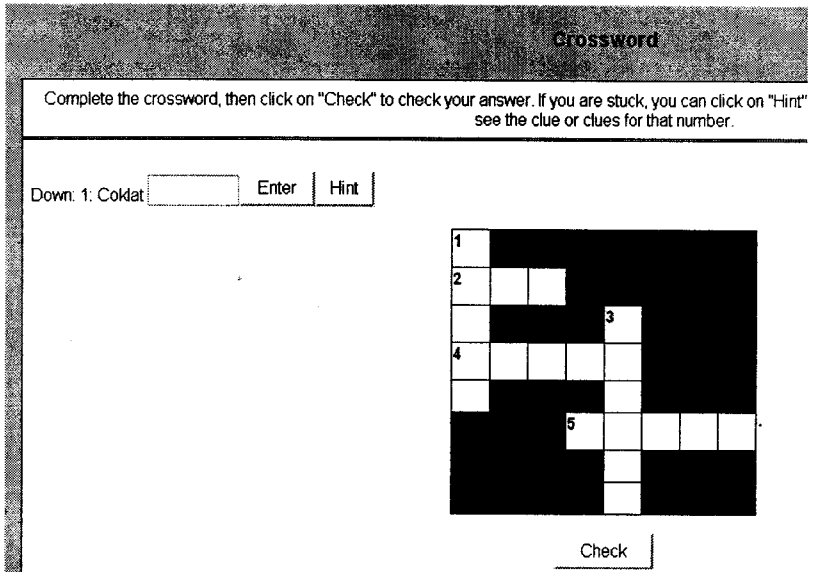 Crossword
Complete the crossword, then click on "Check" to check your answer. If you are stuck, you can click on "Hint"
see the clue or clues for that number.
Down: 1: Coklat Enter Hint
1
2
3
4
5
Check